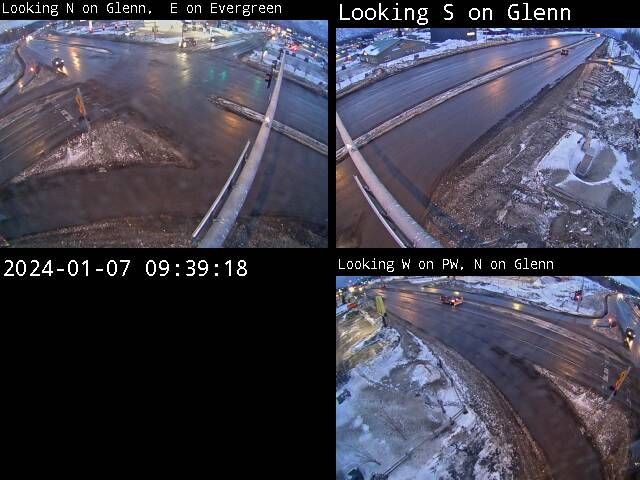 Looking N on Glenn,  E on Evergreen
Looking S on Glenn
2024-01-07 09:39:18
Looking W on PW, N on Glenn